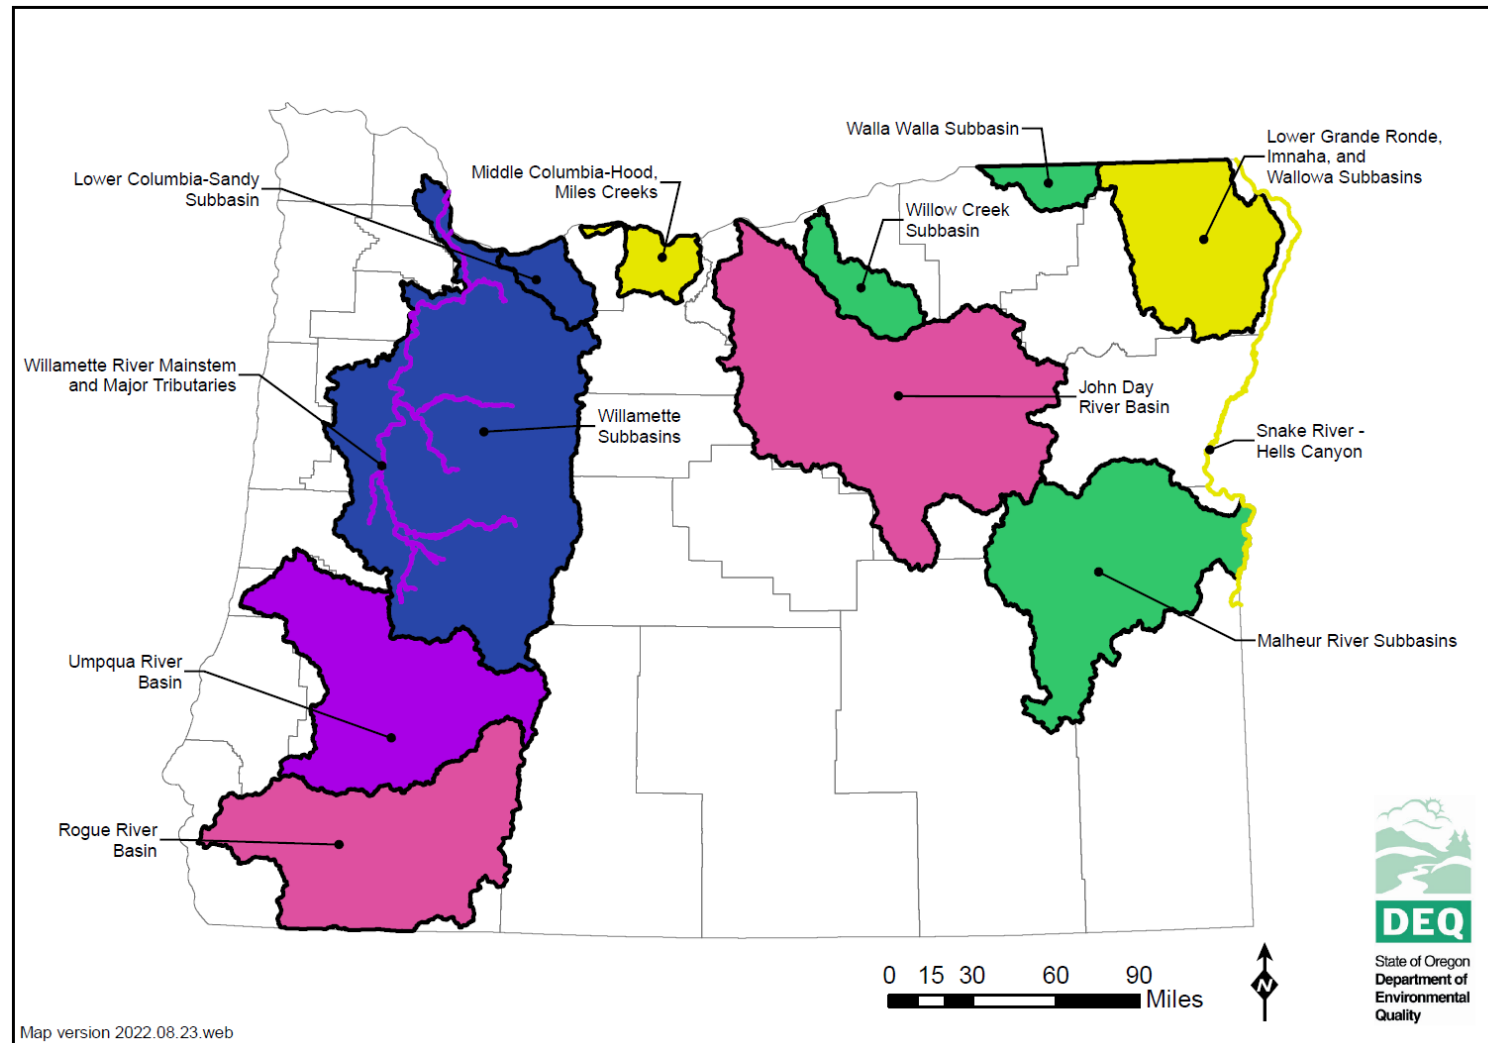 Walla Walla Subbasin
Lower Grande Ronde,
Imnaha, and
Wallowa Subbasins
Middle Columbia-Hood,
Miles Creeks
Lower Columbia-Sandy
Subbasin
Willow Creek
Subbasin
Willamette River Mainstem
and Major Tributaries
John Day
River Basin
Willamette
Subbasins
Snake River -
Hells Canyon
Malheur River Subbasins
Umpqua River
Basin
Rogue River
Basin
0 15 30 60 90
Miles
N
DEQ
State of Oregon
Department of
Environmental
Quality
Map version 2022.08.23.web